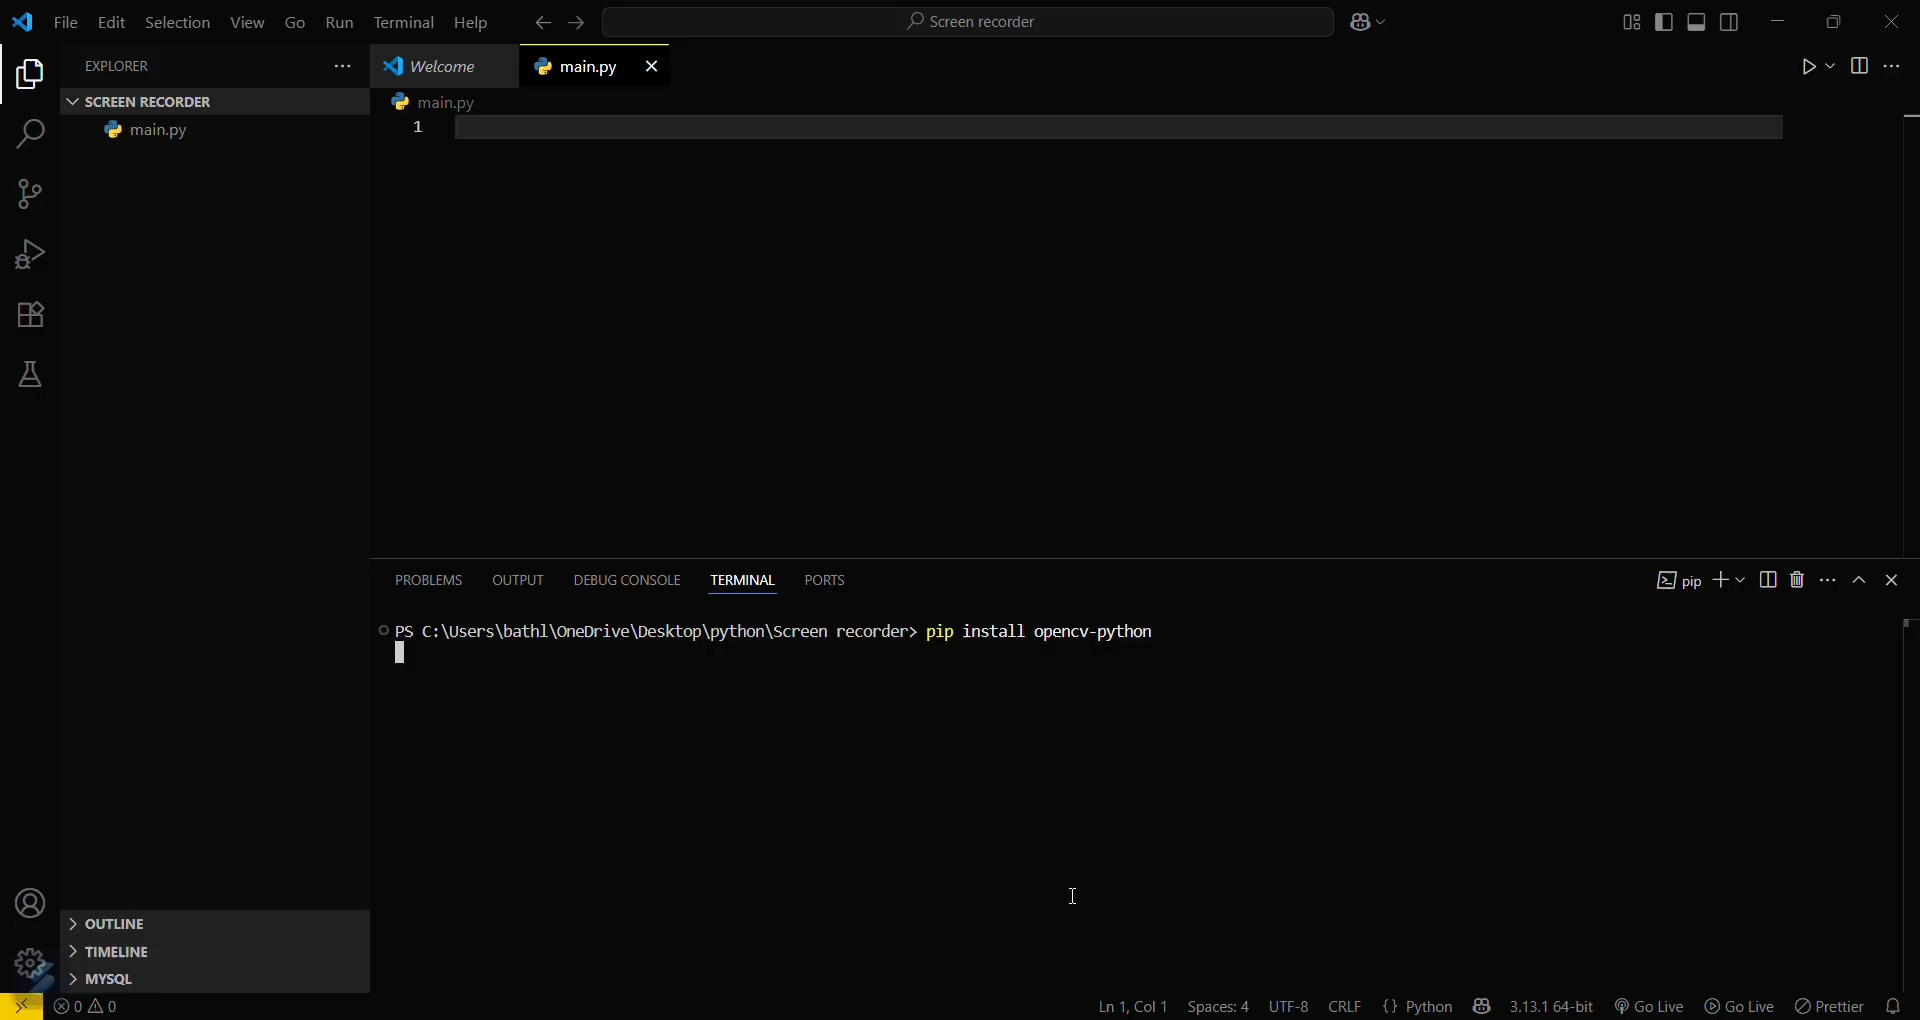 File Edit Selection View Go Run Terminal Help Screen recorder
EXPLORER
Welcome main.py
SCREEN RECORDER
main.py
main.py
1
PROBLEMS OUTPUT DEBUG CONSOLE TERMINAL PORTS
pip
PS C:\Users\bathl\OneDrive\Desktop\python\Screen recorder> pip install opencv-python
OUTLINE
TIMELINE
MYSQL
0 0 Ln 1, Col 1 Spaces: 4 UTF-8 CRLF {} Python 3.13.1 64-bit Go Live Go Live Prettier